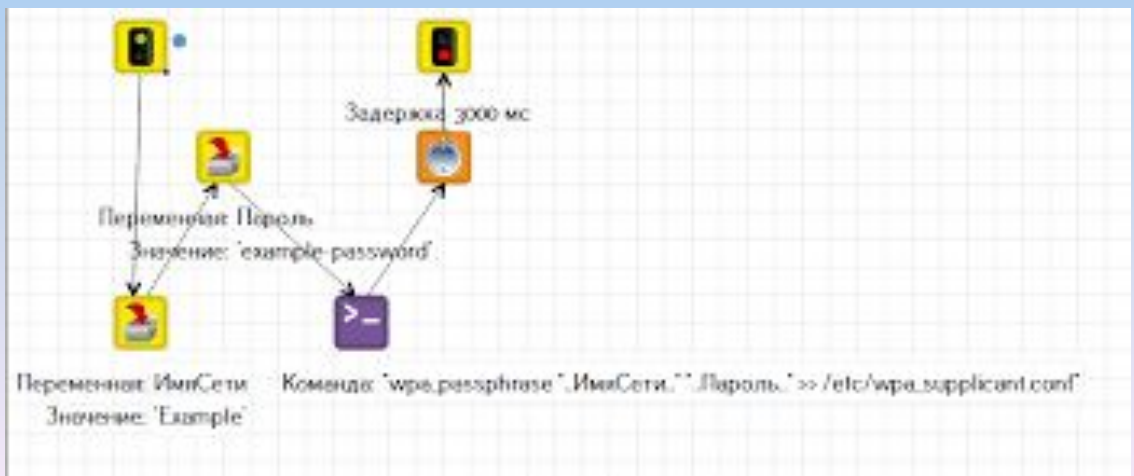 Задержка: 3000 мс
Переменная: Пароль
Значение: "example-password"
Переменная: ИмяСети
Значение: "Example"
Команда: "wpa_passphrase "..ИмяСети.." "..Пароль.." >> /etc/wpa_supplicant.conf"